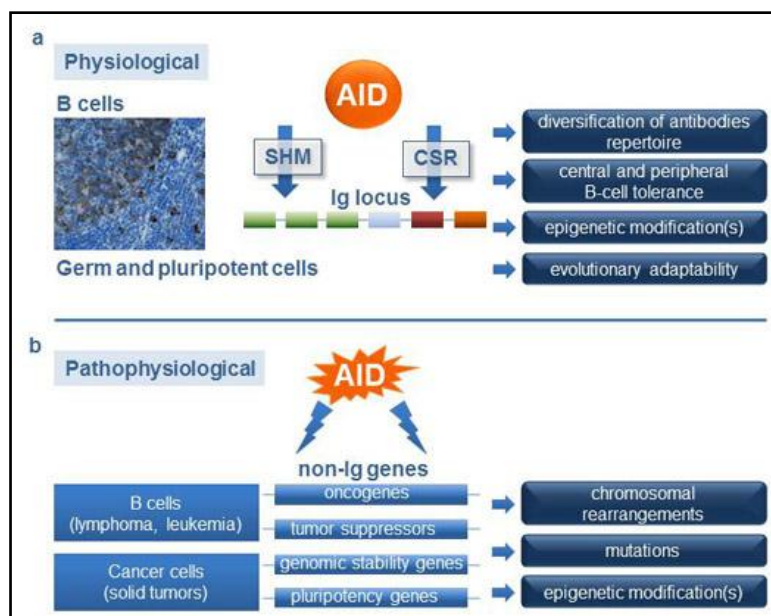 a
Physiological
B cells
AID
SHM
CSR
Ig locus
Germ and pluripotent cells
diversification of antibodies
repertoire
central and peripheral
B-cell tolerance
epigenetic modification(s)
evolutionary adaptability
b
Pathophysiological
AID
non-Ig genes
B cells
(lymphoma, leukemia)
Cancer cells
(solid tumors)
oncogenes
tumor suppressors
genomic stability genes
pluripotency genes
chromosomal
rearrangements
mutations
epigenetic modification(s)